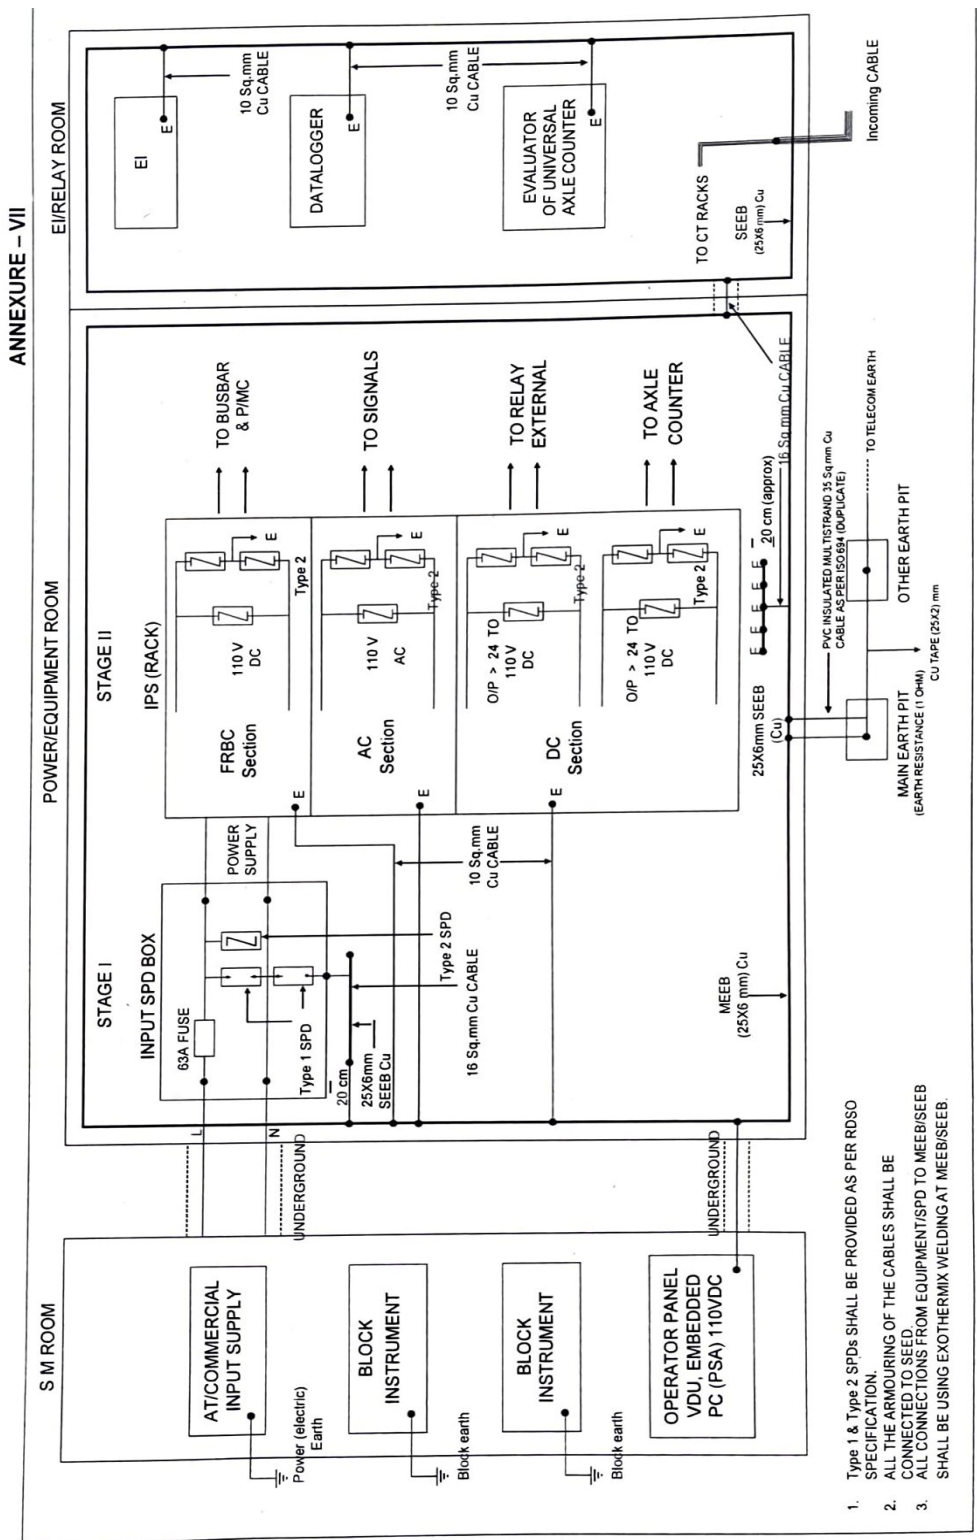 ANNEXURE – VII
S M ROOM
POWER/EQUIPMENT ROOM
EI/RELAY ROOM
AT/COMMERCIAL
INPUT SUPPLY
Power (electric)
Earth
BLOCK
INSTRUMENT
Block earth
BLOCK
INSTRUMENT
Block earth
OPERATOR PANEL
VDU, EMBEDDED
PC (PSA) 110VDC
UNDERGROUND
UNDERGROUND
L
N
STAGE I
INPUT SPD BOX
63A FUSE
Type 1 SPD
20 cm
25X6mm
SEEB Cu
Type 2 SPD
16 Sq.mm Cu CABLE
POWER
SUPPLY
10 Sq.mm
Cu CABLE
MEEB
(25X6 mm) Cu
STAGE II
IPS (RACK)
FRBC
Section
110 V
DC
Type 2
E
E
TO BUSBAR
& P/MC
AC
Section
110 V
AC
Type 2
E
E
TO SIGNALS
DC
Section
O/P > 24 TO
110 V
DC
Type 2
E
E
TO RELAY
EXTERNAL
O/P > 24 TO
110 V
DC
Type 2
E
TO AXLE
COUNTER
25X6mm SEEB
(Cu)
E E E E E
20 cm (approx)
16 Sq.mm Cu CABLE
EI
E
10 Sq.mm
Cu CABLE
DATALOGGER
E
10 Sq.mm
Cu CABLE
EVALUATOR
OF UNIVERSAL
AXLE COUNTER
E
TO CT RACKS
SEEB
(25X6 mm) Cu
Incoming CABLE
PVC INSULATED MULTISTRAND 35 Sq mm Cu
CABLE AS PER ISO694 (DUPLICATE)
MAIN EARTH PIT
(EARTH RESISTANCE (1 OHM)
CU TAPE (25X2) mm
OTHER EARTH PIT
TO TELECOM EARTH
1. Type 1 & Type 2 SPDs SHALL BE PROVIDED AS PER RDSO
SPECIFICATION.
2. ALL THE ARMOURING OF THE CABLES SHALL BE
CONNECTED TO SEED.
3. ALL CONNECTIONS FROM EQUIPMENT/SPD TO MEEB/SEEB
SHALL BE USING EXOTHERMIX WELDING AT MEEB/SEEB.